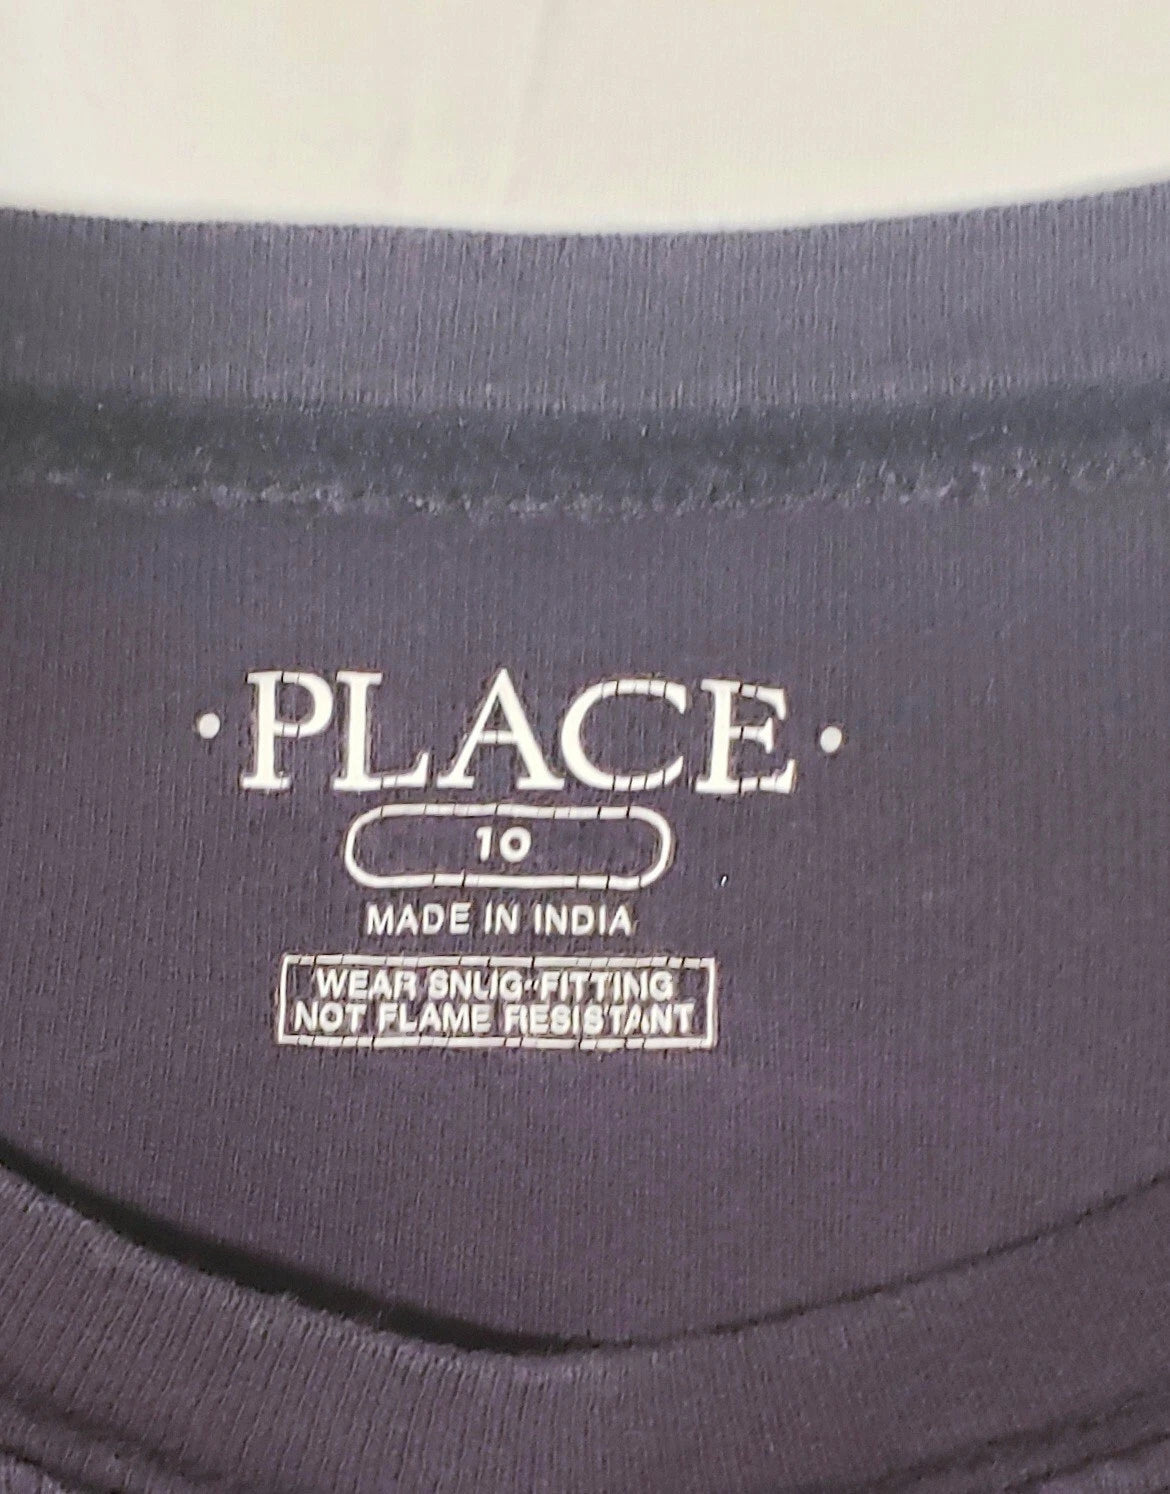 ·PLACE·
10
MADE IN INDIA
WEAR SNUG-FITTING
NOT FLAME RESISTANT